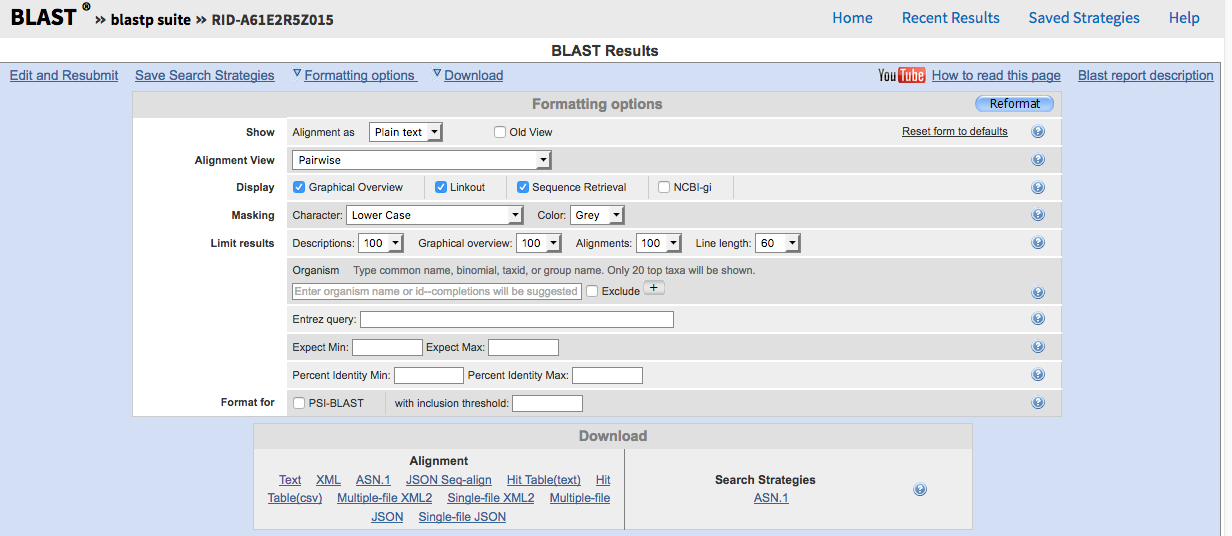 BLAST ® » blastp suite » RID-A61E2R5Z015
Home Recent Results Saved Strategies Help
BLAST Results
Edit and Resubmit Save Search Strategies Formatting options Download YouTube How to read this page Blast report description
Formatting options Reformat
Show Alignment as Plain text Old View Reset form to defaults ?
Alignment View Pairwise ?
Display Graphical Overview Linkout Sequence Retrieval NCBI-gi ?
Masking Character: Lower Case Color: Grey ?
Limit results Descriptions: 100 Graphical overview: 100 Alignments: 100 Line length: 60 ?
Organism Type common name, binomial, taxid, or group name. Only 20 top taxa will be shown.
Enter organism name or id--completions will be suggested Exclude + ?
Entrez query: ?
Expect Min: Expect Max: ?
Percent Identity Min: Percent Identity Max: ?
Format for PSI-BLAST with inclusion threshold: ?
Download
Alignment
Text XML ASN.1 JSON Seq-align Hit Table(text) Hit
Table(csv) Multiple-file XML2 Single-file XML2 Multiple-file
JSON Single-file JSON
Search Strategies ?
ASN.1